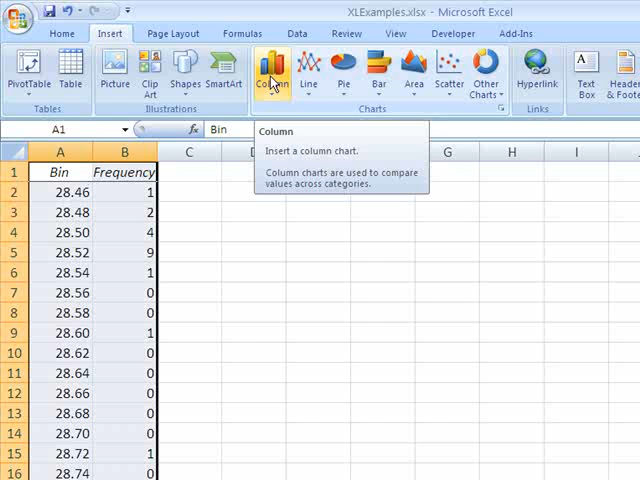 XLExamples.xlsx - Microsoft Excel
Home Insert Page Layout Formulas Data Review View Developer Add-Ins
PivotTable Table Picture Clip Art Shapes SmartArt Column Line Pie Bar Area Scatter Other Charts Hyperlink Text Box Header & Foote
Tables Illustrations Charts Links
A1 fx Bin
Column
Insert a column chart.
Column charts are used to compare
values across categories.
A B C D G H I
1 Bin Frequency
2 28.46 1
3 28.48 2
4 28.50 4
5 28.52 9
6 28.54 1
7 28.56 0
8 28.58 0
9 28.60 1
10 28.62 0
11 28.64 0
12 28.66 0
13 28.68 0
14 28.70 0
15 28.72 1
16 28.74 0